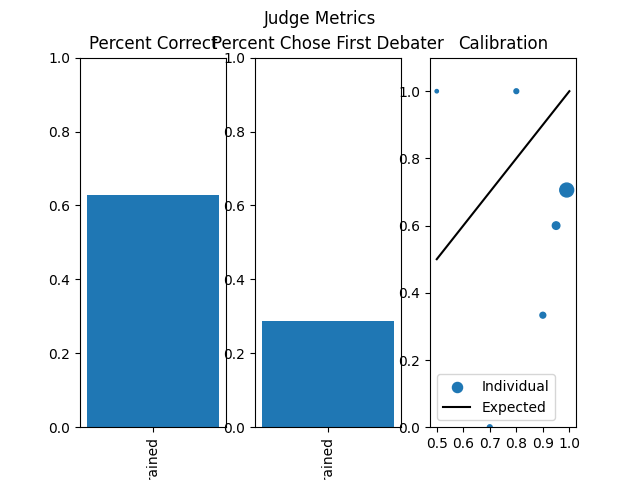 Judge Metrics
Percent Correct
Percent Chose First Debater
Calibration
1.0
0.8
0.6
0.4
0.2
0.0
rained
1.0
0.8
0.6
0.4
0.2
0.0
rained
1.0
0.8
0.6
0.4
0.2
0.0
0.5 0.6 0.7 0.8 0.9 1.0
Individual
Expected